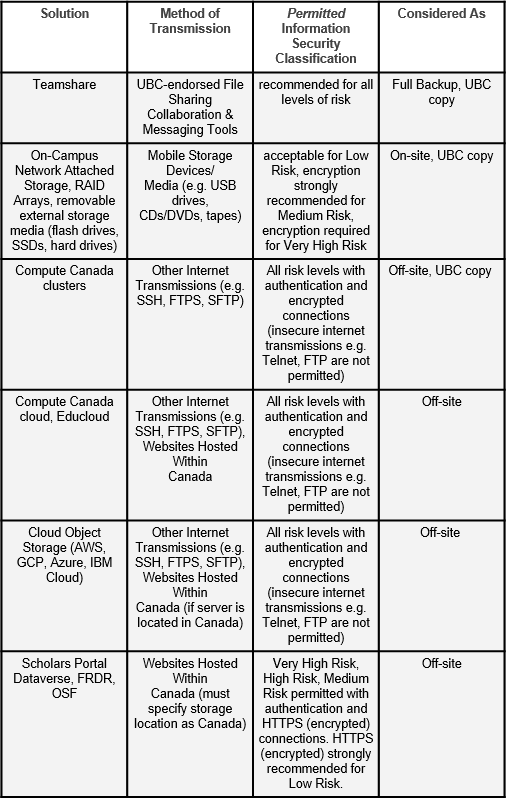 Solution
Method of
Transmission
Permitted
Information
Security
Classification
Considered As
Teamshare
UBC-endorsed File
Sharing
Collaboration &
Messaging Tools
recommended for all
levels of risk
Full Backup, UBC
copy
On-Campus
Network Attached
Storage, RAID
Arrays, removable
external storage
media (flash drives,
SSDs, hard drives)
Mobile Storage
Devices/
Media (e.g. USB
drives,
CDs/DVDs, tapes)
acceptable for Low
Risk, encryption
strongly
recommended for
Medium Risk,
encryption required
for Very High Risk
On-site, UBC copy
Compute Canada
clusters
Other Internet
Transmissions (e.g.
SSH, FTPS, SFTP)
All risk levels with
authentication and
encrypted
connections
(insecure internet
transmissions e.g.
Telnet, FTP are not
permitted)
Off-site, UBC copy
Compute Canada
cloud, Educloud
Other Internet
Transmissions (e.g.
SSH, FTPS, SFTP),
Websites Hosted
Within
Canada
All risk levels with
authentication and
encrypted
connections
(insecure internet
transmissions e.g.
Telnet, FTP are not
permitted)
Off-site
Cloud Object
Storage (AWS,
GCP, Azure, IBM
Cloud)
Other Internet
Transmissions (e.g.
SSH, FTPS, SFTP),
Websites Hosted
Within
Canada (if server is
located in Canada)
All risk levels with
authentication and
encrypted
connections
(insecure internet
transmissions e.g.
Telnet, FTP are not
permitted)
Off-site
Scholars Portal
Dataverse, FRDR,
OSF
Websites Hosted
Within
Canada (must
specify storage
location as Canada)
Very High Risk,
High Risk, Medium
Risk permitted with
authentication and
HTTPS (encrypted)
connections. HTTPS
(encrypted) strongly
recommended for
Low Risk.
Off-site